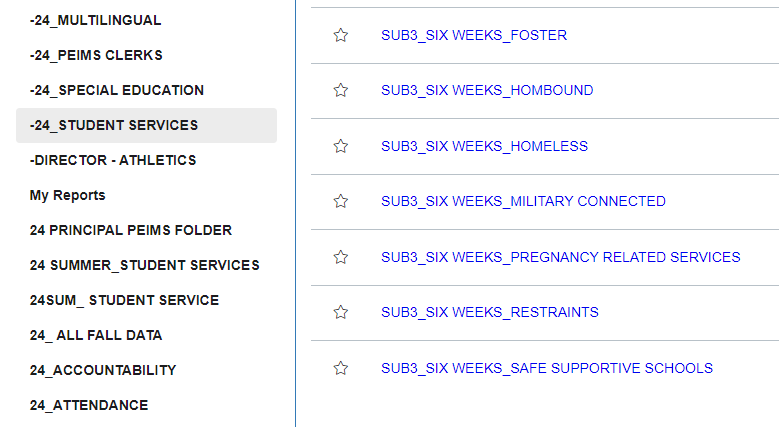 -24_MULTILINGUAL
-24_PEIMS CLERKS
-24_SPECIAL EDUCATION
-24_STUDENT SERVICES
-DIRECTOR - ATHLETICS
My Reports
24 PRINCIPAL PEIMS FOLDER
24 SUMMER_STUDENT SERVICES
24SUM_ STUDENT SERVICE
24_ ALL FALL DATA
24_ACCOUNTABILITY
24_ATTENDANCE
SUB3_SIX WEEKS_FOSTER
SUB3_SIX WEEKS_HOMBOUND
SUB3_SIX WEEKS_HOMELESS
SUB3_SIX WEEKS_MILITARY CONNECTED
SUB3_SIX WEEKS_PREGNANCY RELATED SERVICES
SUB3_SIX WEEKS_RESTRAINTS
SUB3_SIX WEEKS_SAFE SUPPORTIVE SCHOOLS